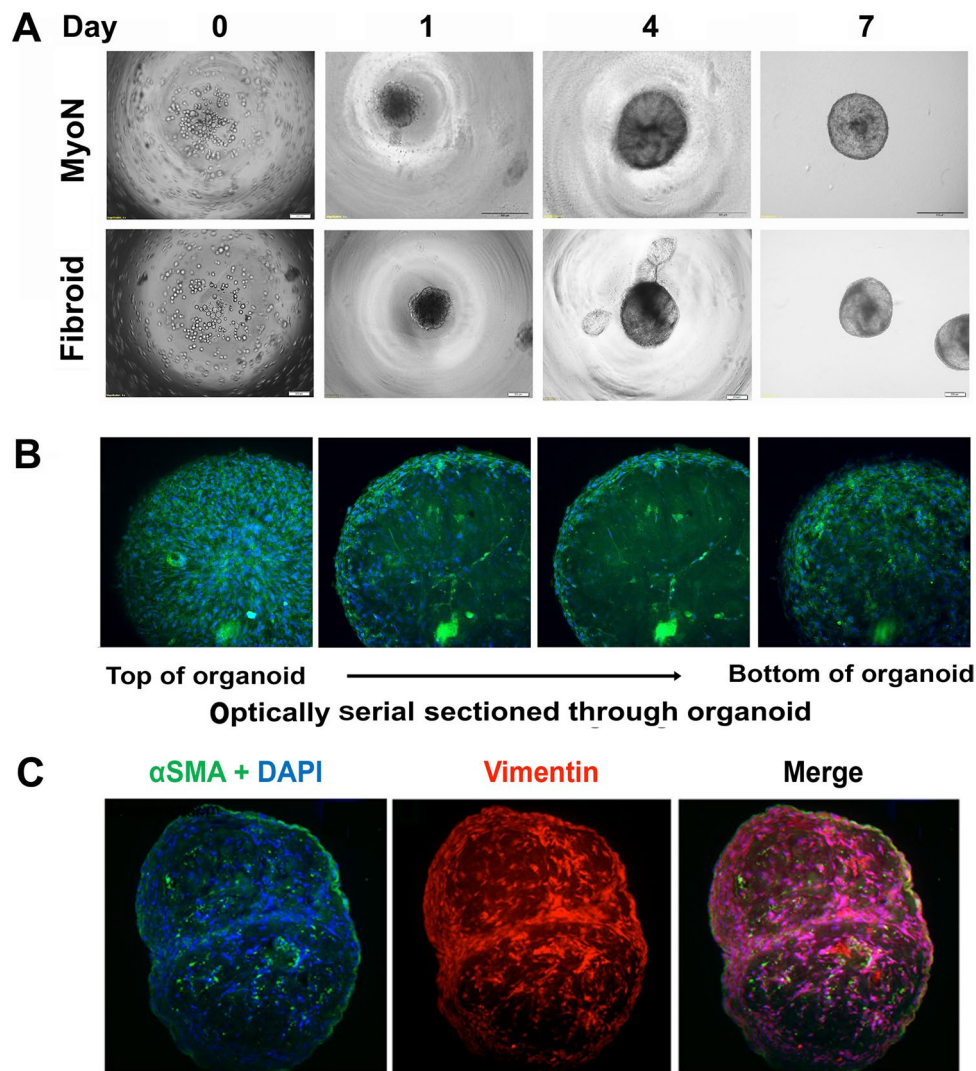 A Day 0 1 4 7
MyoN
Fibroid
B
Top of organoid Bottom of organoid
Optically serial sectioned through organoid
C αSMA + DAPI Vimentin Merge